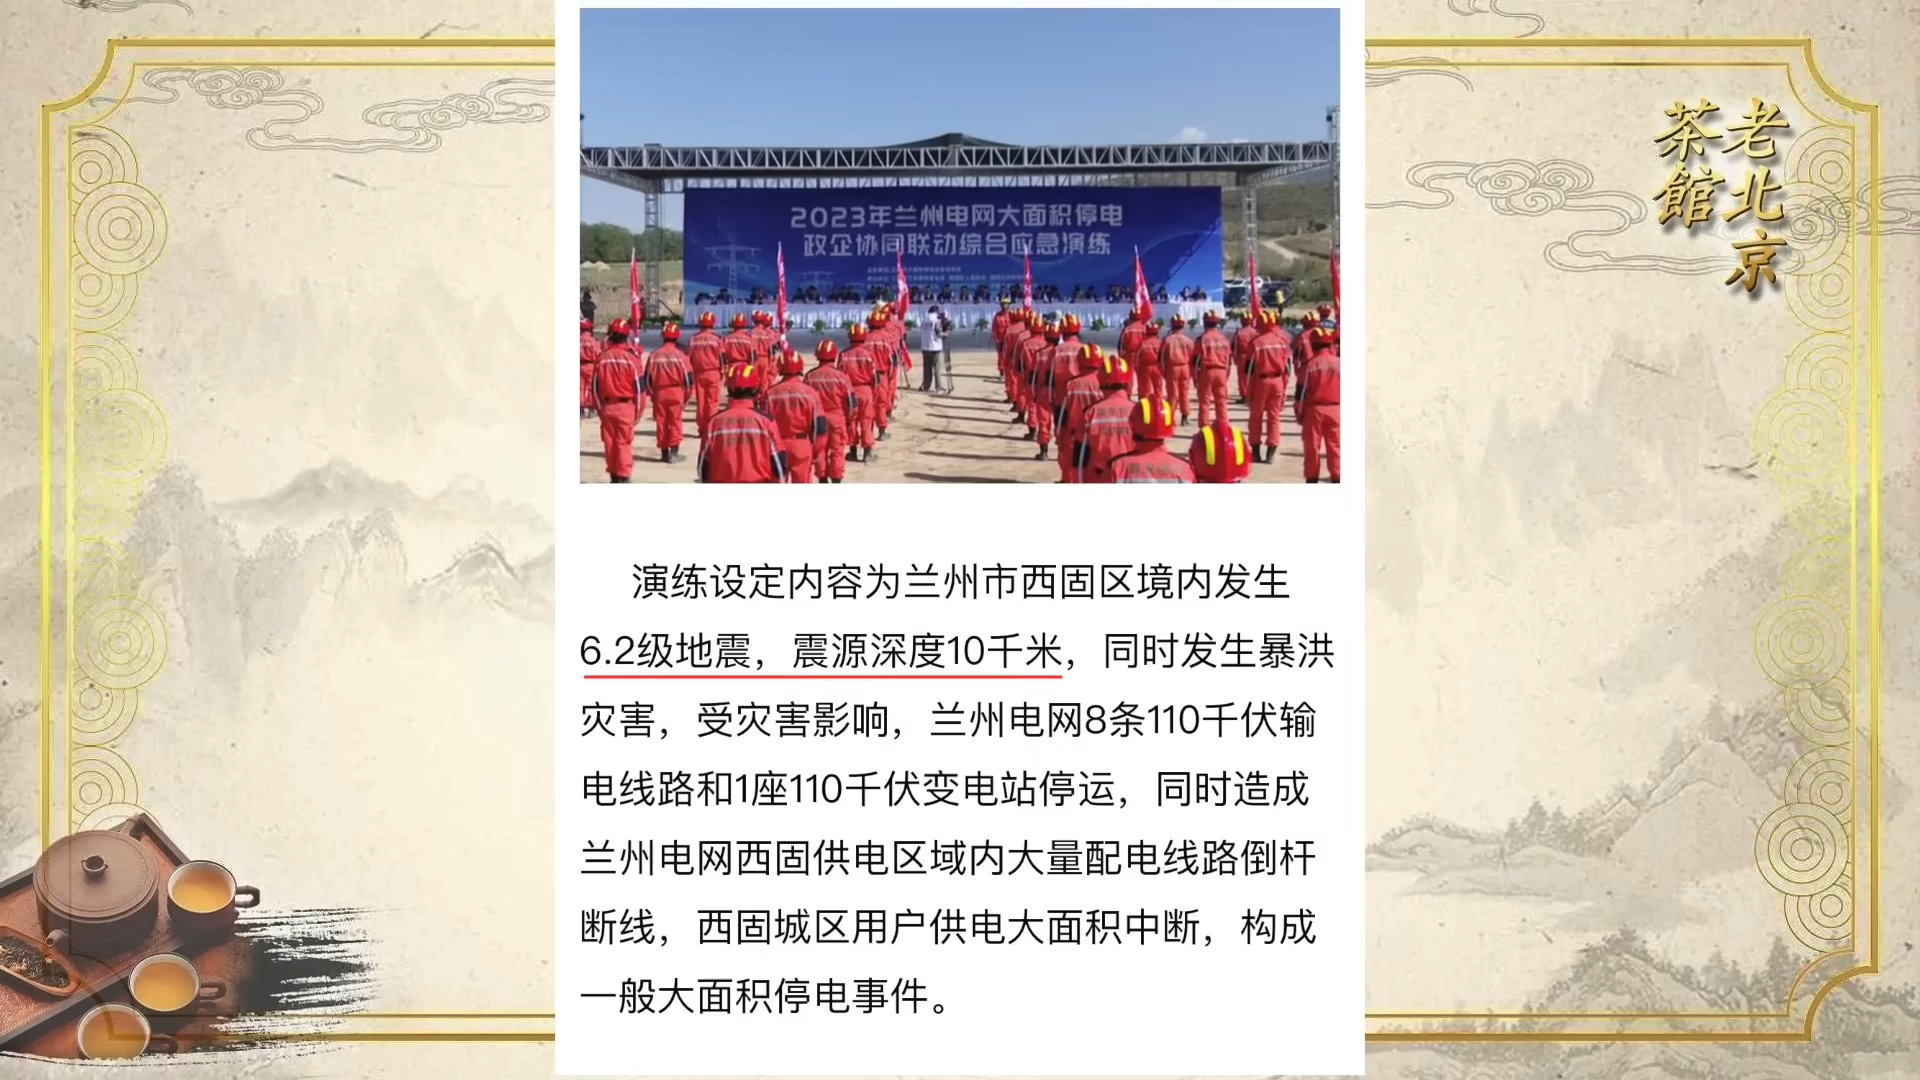 老北京
茶館
2023年兰州电网大面积停电
政企协同联动综合应急演练
演练设定内容为兰州市西固区境内发生
6.2级地震，震源深度10千米，同时发生暴洪
灾害，受灾害影响，兰州电网8条110千伏输
电线路和1座110千伏变电站停运，同时造成
兰州电网西固供电区域内大量配电线路倒杆
断线，西固城区用户供电大面积中断，构成
一般大面积停电事件。